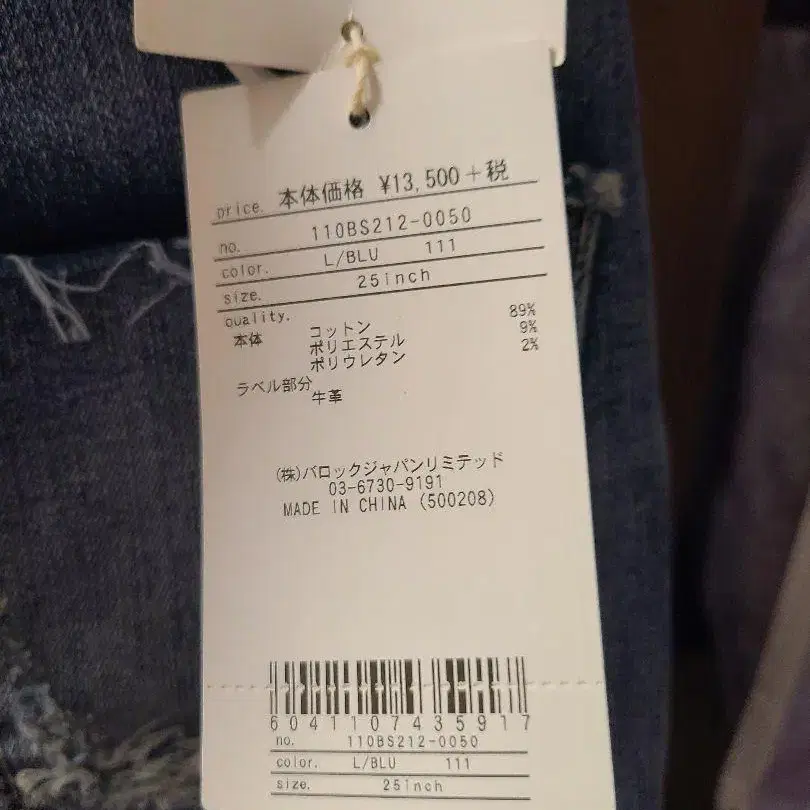 price. 本体価格 ¥13,500+税
no. 110BS212-0050
color. L/BLU 111
size. 25inch
quality.
本体 コットン 89%
ポリエステル 9%
ポリウレタン 2%
ラベル部分
牛革
(株)バロックジャパンリミテッド
03-6730-9191
MADE IN CHINA (500208)
6041107435917
no. 110BS212-0050
color. L/BLU 111
size. 25inch